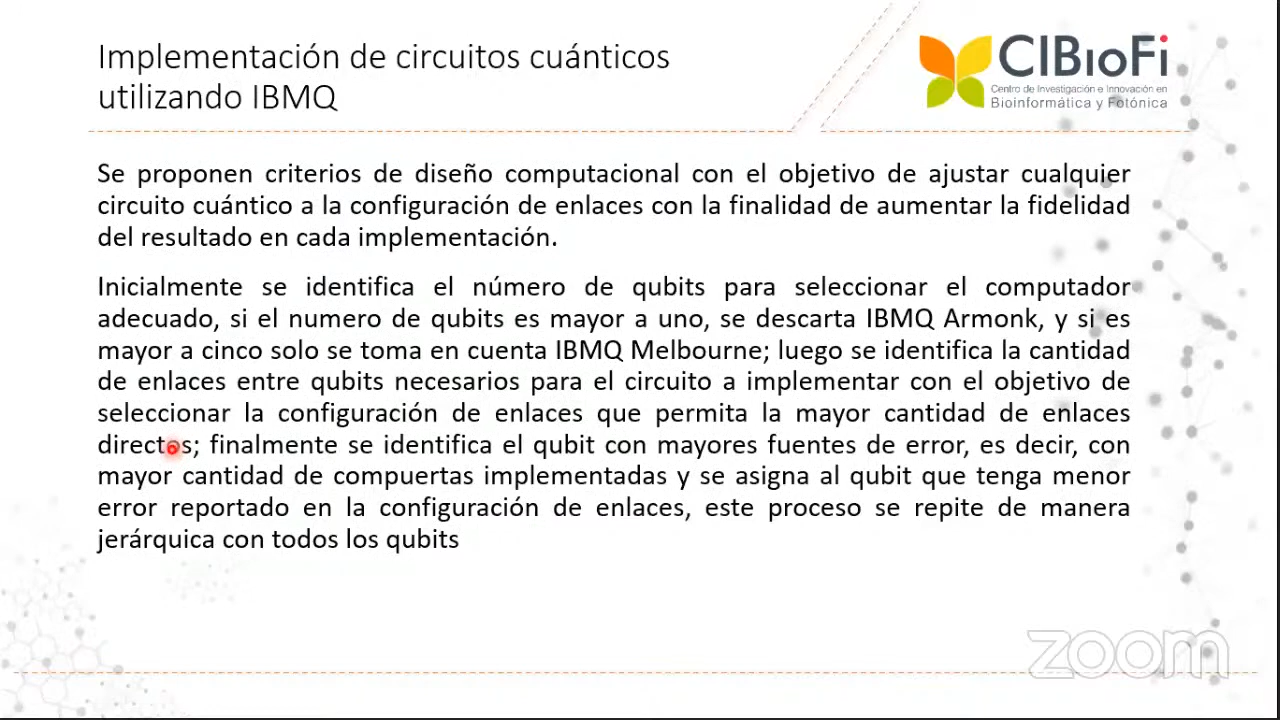 Implementación de circuitos cuánticos
utilizando IBMQ
CIBioFi
Centro de Investigación e Innovación en
Bioinformática y Fotónica
Se proponen criterios de diseño computacional con el objetivo de ajustar cualquier
circuito cuántico a la configuración de enlaces con la finalidad de aumentar la fidelidad
del resultado en cada implementación.
Inicialmente se identifica el número de qubits para seleccionar el computador
adecuado, si el numero de qubits es mayor a uno, se descarta IBMQ Armonk, y si es
mayor a cinco solo se toma en cuenta IBMQ Melbourne; luego se identifica la cantidad
de enlaces entre qubits necesarios para el circuito a implementar con el objetivo de
seleccionar la configuración de enlaces que permita la mayor cantidad de enlaces
directos; finalmente se identifica el qubit con mayores fuentes de error, es decir, con
mayor cantidad de compuertas implementadas y se asigna al qubit que tenga menor
error reportado en la configuración de enlaces, este proceso se repite de manera
jerárquica con todos los qubits
zoom